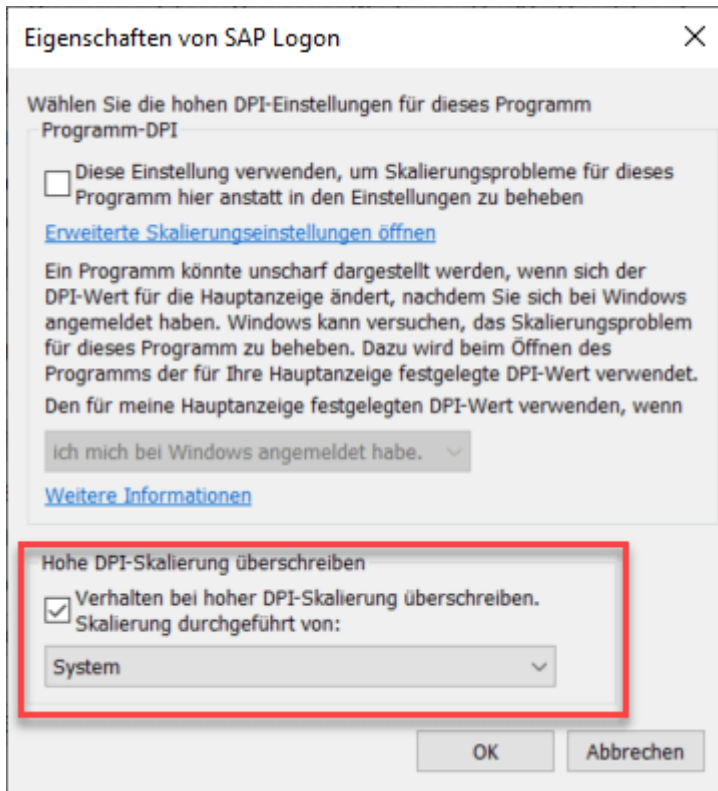 Eigenschaften von SAP Logon
Wählen Sie die hohen DPI-Einstellungen für dieses Programm
Programm-DPI
Diese Einstellung verwenden, um Skalierungsprobleme für dieses
Programm hier anstatt in den Einstellungen zu beheben
Erweiterte Skalierungseinstellungen öffnen
Ein Programm könnte unscharf dargestellt werden, wenn sich der
DPI-Wert für die Hauptanzeige ändert, nachdem Sie sich bei Windows
angemeldet haben. Windows kann versuchen, das Skalierungsproblem
für dieses Programm zu beheben. Dazu wird beim Öffnen des
Programms der für Ihre Hauptanzeige festgelegte DPI-Wert verwendet.
Den für meine Hauptanzeige festgelegten DPI-Wert verwenden, wenn
ich mich bei Windows angemeldet habe.
Weitere Informationen
Hohe DPI-Skalierung überschreiben
Verhalten bei hoher DPI-Skalierung überschreiben.
Skalierung durchgeführt von:
System
OK
Abbrechen